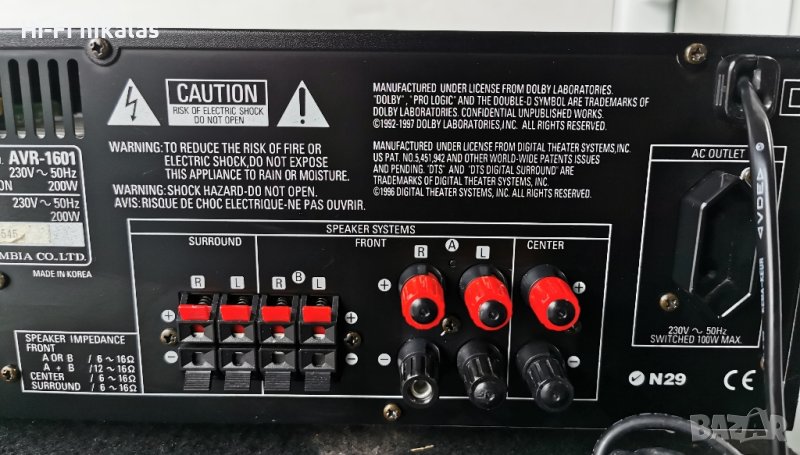 Hi-Fi nikalas
CAUTION
RISK OF ELECTRIC SHOCK
DO NOT OPEN
WARNING:TO REDUCE THE RISK OF FIRE OR
ELECTRIC SHOCK,DO NOT EXPOSE
THIS APPLIANCE TO RAIN OR MOISTURE.
WARNING:SHOCK HAZARD-DO NOT OPEN.
AVIS:RISQUE DE CHOC ELECTRIQUE-NE PAS OUVRIR.
MANUFACTURED UNDER LICENSE FROM DOLBY LABORATORIES.
"DOLBY", "PRO LOGIC" AND THE DOUBLE-D SYMBOL ARE TRADEMARKS OF
DOLBY LABORATORIES. CONFIDENTIAL UNPUBLISHED WORKS.
©1992-1997 DOLBY LABORATORIES,INC. ALL RIGHTS RESERVED.
MANUFACTURED UNDER LICENSE FROM DIGITAL THEATER SYSTEMS,INC.
US PAT. NO.5,451,942 AND OTHER WORLD-WIDE PATENTS ISSUED
AND PENDING. "DTS" AND "DTS DIGITAL SURROUND" ARE
TRADEMARKS OF DIGITAL THEATER SYSTEMS, INC.
©1996 DIGITAL THEATER SYSTEMS, INC. ALL RIGHTS RESERVED.
AVR-1601
230V ~ 50Hz
ON 200W
230V ~ 50Hz
200W
545
MBIA CO.,LTD.
MADE IN KOREA
AC OUTLET
230V ~ 50Hz
SWITCHED 100W MAX.
SPEAKER SYSTEMS
SURROUND
FRONT
CENTER
R L R B L
R A L
+ + + +
− − −
SPEAKER IMPEDANCE
FRONT
A OR B / 6 ~ 16Ω
A + B / 12 ~ 16Ω
CENTER / 6 ~ 16Ω
SURROUND / 6 ~ 16Ω
N29
CE
BAZAR